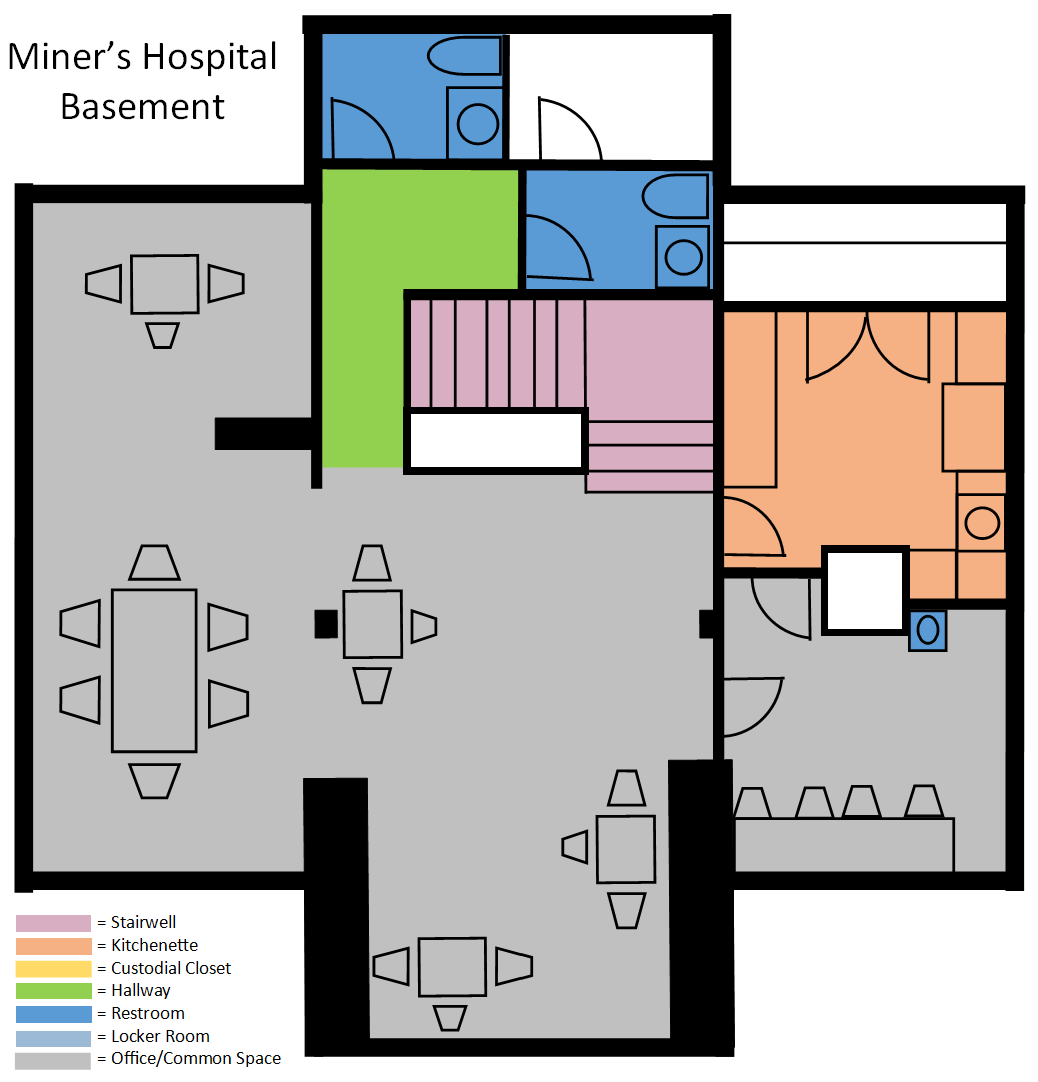 Miner’s Hospital
Basement
= Stairwell
= Kitchenette
= Custodial Closet
= Hallway
= Restroom
= Locker Room
= Office/Common Space